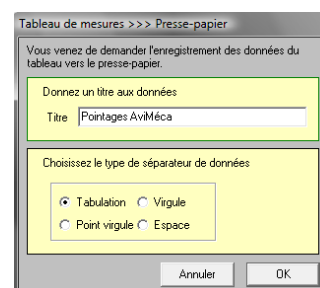 Tableau de mesures >>> Presse-papier
Vous venez de demander l'enregistrement des données du
tableau vers le presse-papier.
Donnez un titre aux données
Titre Pointages AviMéca
Choisissez le type de séparateur de données
Tabulation Virgule
Point virgule Espace
Annuler OK